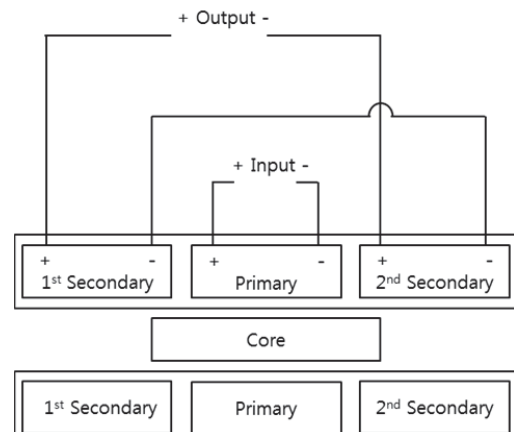 + Output -
+ Input -
+ - + - + -
1st Secondary Primary 2nd Secondary
Core
1st Secondary Primary 2nd Secondary